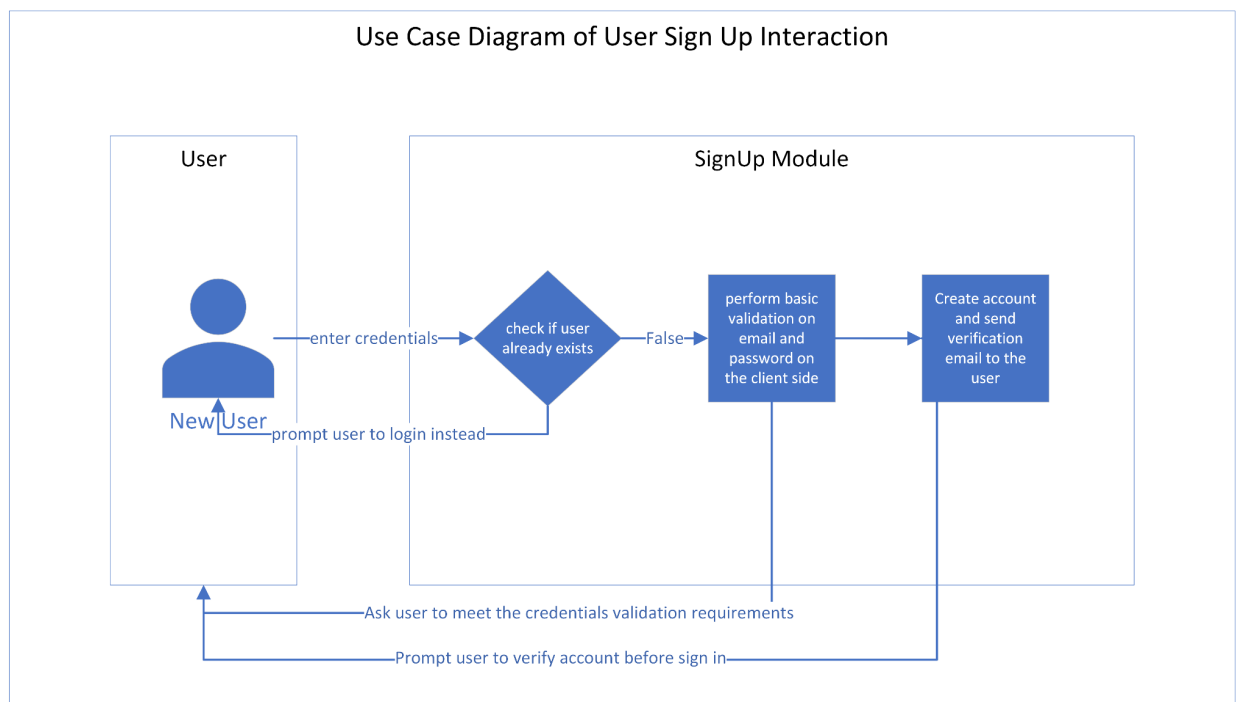 Use Case Diagram of User Sign Up Interaction
User
SignUp Module
New User
enter credentials
check if user
already exists
False
perform basic
validation on
email and
password on
the client side
Create account
and send
verification
email to the
user
prompt user to login instead
Ask user to meet the credentials validation requirements
Prompt user to verify account before sign in